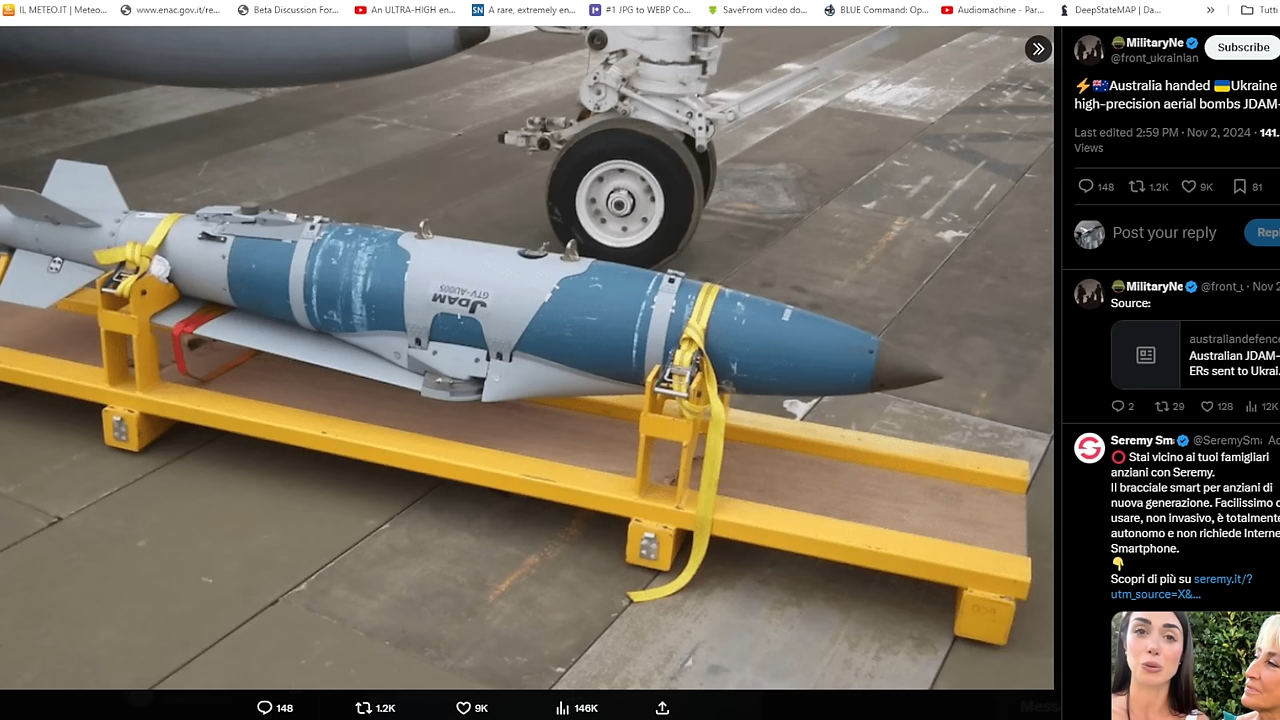 IL METEO.IT | Meteo...
www.enac.gov.it/re...
Beta Discussion For...
An ULTRA-HIGH en...
SN
A rare, extremely en...
#1 JPG to WEBP Co...
SaveFrom video do...
BLUE Command: Op...
Audiomachine - Par...
DeepStateMAP | Da...
»
Tutti
JDAM
GTV-AU005
MilitaryNe
@front_ukrainian
Subscribe
⚡🇦🇺Australia handed 🇺🇦Ukraine
high-precision aerial bombs JDAM-
Last edited 2:59 PM · Nov 2, 2024 · 141.
Views
148 1.2K 9K 81
Post your reply
Repl
MilitaryNe @front_u · Nov 2
Source:
australiandefence
Australian JDAM-
ERs sent to Ukrai...
2 29 128 12K
Seremy Sma @SeremySma
⭕ Stai vicino ai tuoi famigliari
anziani con Seremy.
Il bracciale smart per anziani di
nuova generazione. Facilissimo d
usare, non invasivo, è totalmente
autonomo e non richiede Interne
Smartphone.
👇
Scopri di più su seremy.it/?
utm_source=X&...
148 1.2K 9K 146K